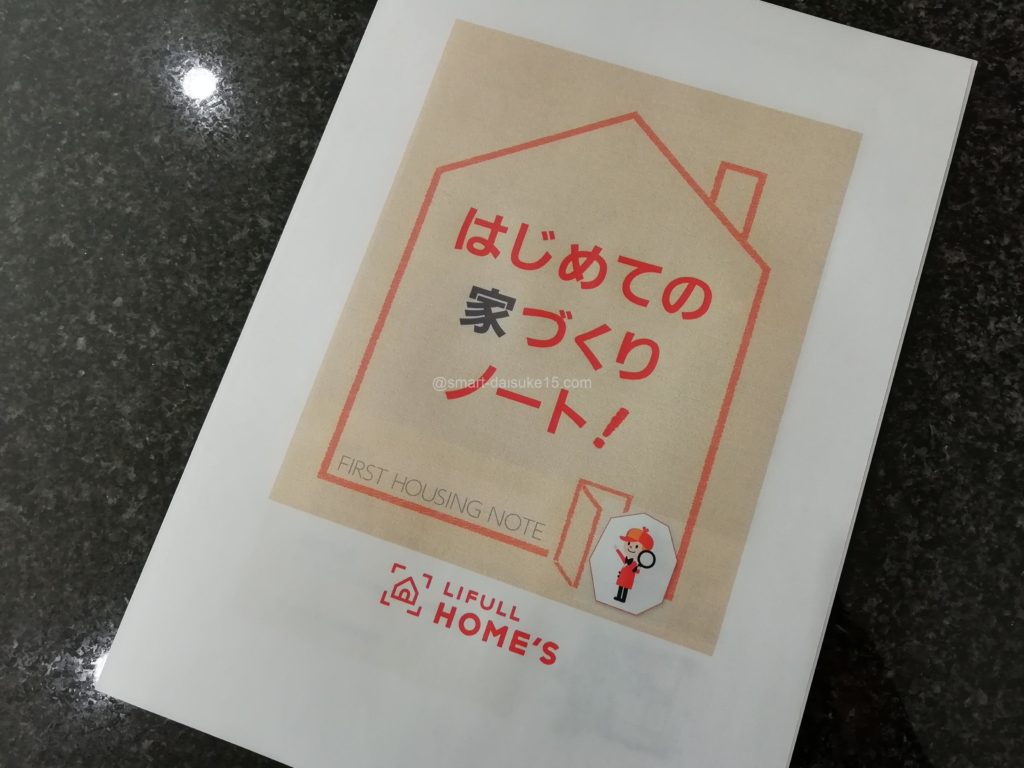 はじめての
家づくり
ノート!
@smart-daisuke15.com
FIRST HOUSING NOTE
LIFULL
HOME'S